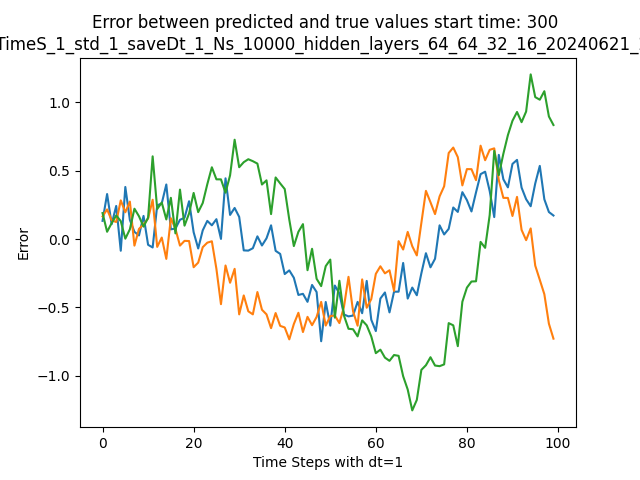 Error between predicted and true values start time: 300
TimeS_1_std_1_saveDt_1_Ns_10000_hidden_layers_64_64_32_16_20240621_
1.0
0.5
0.0
−0.5
−1.0
Error
0 20 40 60 80 100
Time Steps with dt=1